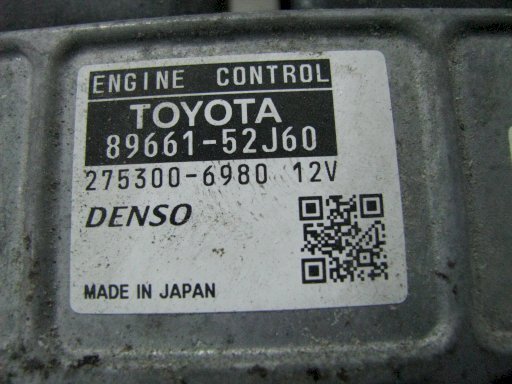 ENGINE CONTROL
TOYOTA
89661-52J60
275300-6980 12V
DENSO
MADE IN JAPAN